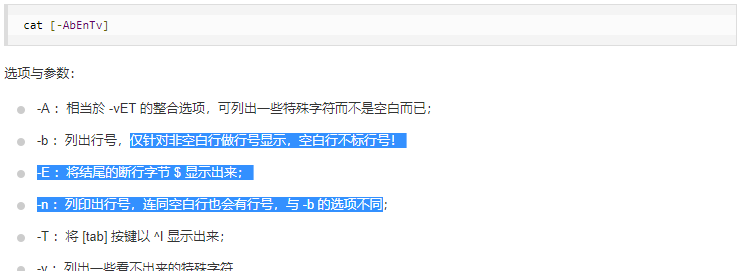 cat [-AbEnTv]
选项与参数：
-A ：相当於 -vET 的整合选项，可列出一些特殊字符而不是空白而已；
-b ：列出行号，仅针对非空白行做行号显示，空白行不标行号！
-E ：将结尾的断行字节 $ 显示出来；
-n ：列印出行号，连同空白行也会有行号，与 -b 的选项不同；
-T ：将 [tab] 按键以 ^I 显示出来；
-v ：列出一些看不出来的特殊字符